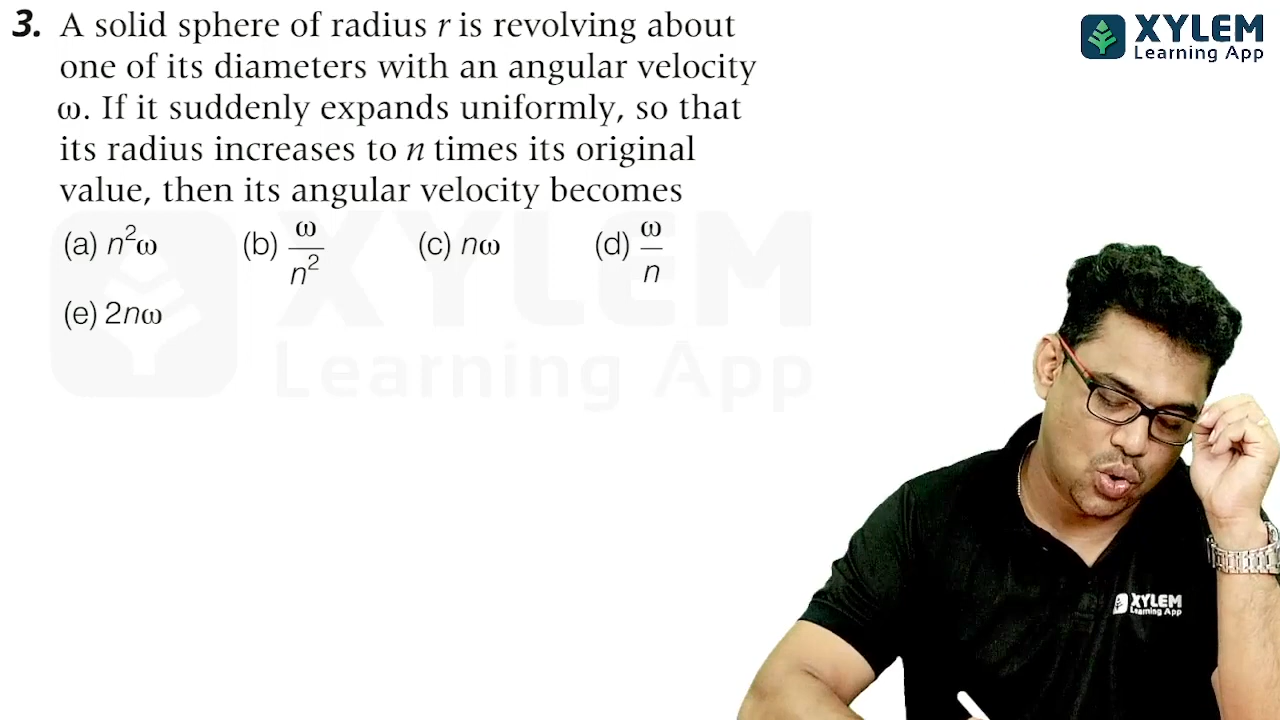 3. A solid sphere of radius r is revolving about
one of its diameters with an angular velocity
ω. If it suddenly expands uniformly, so that
its radius increases to n times its original
value, then its angular velocity becomes
(a) n²ω (b) ω/n² (c) nω (d) ω/n
(e) 2nω
XYLEM
Learning App
XYLEM
Learning App
XYLEM
Learning App